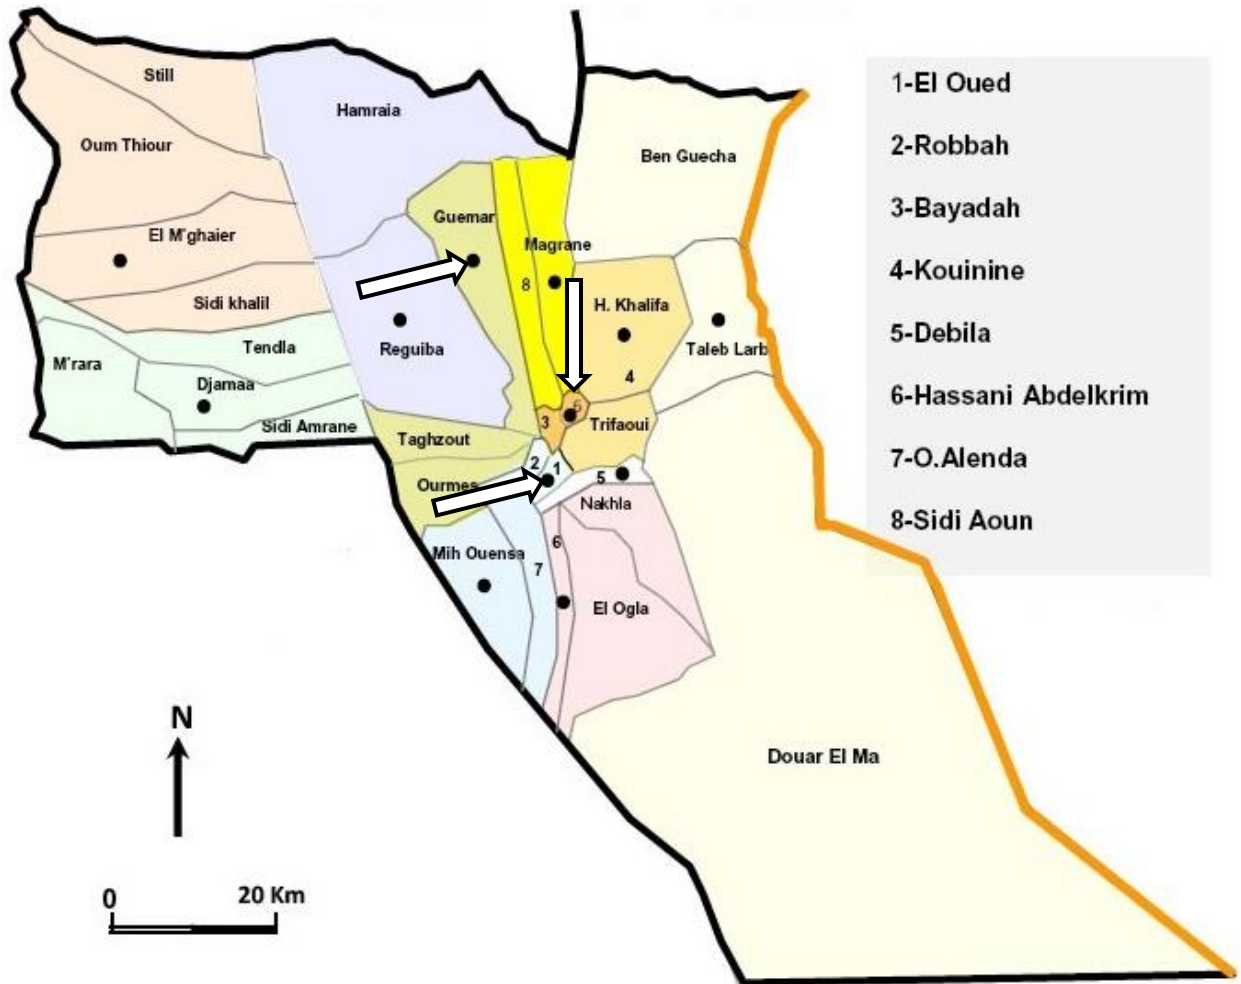 Still
Hamraia
Oum Thiour
Ben Guecha
El M'ghaier
Guemar
Magrane
Sidi khalil
8
H. Khalifa
Tendla
Reguiba
Taleb Larb
M'rara
Djamaa
4
Sidi Amrane
3
5
Trifaoui
Taghzout
2
1
Ourmes
5
Nakhla
6
Mih Ouensa
7
El Ogla
Douar El Ma
N
0 20 Km
1-El Oued
2-Robbah
3-Bayadah
4-Kouinine
5-Debila
6-Hassani Abdelkrim
7-O.Alenda
8-Sidi Aoun